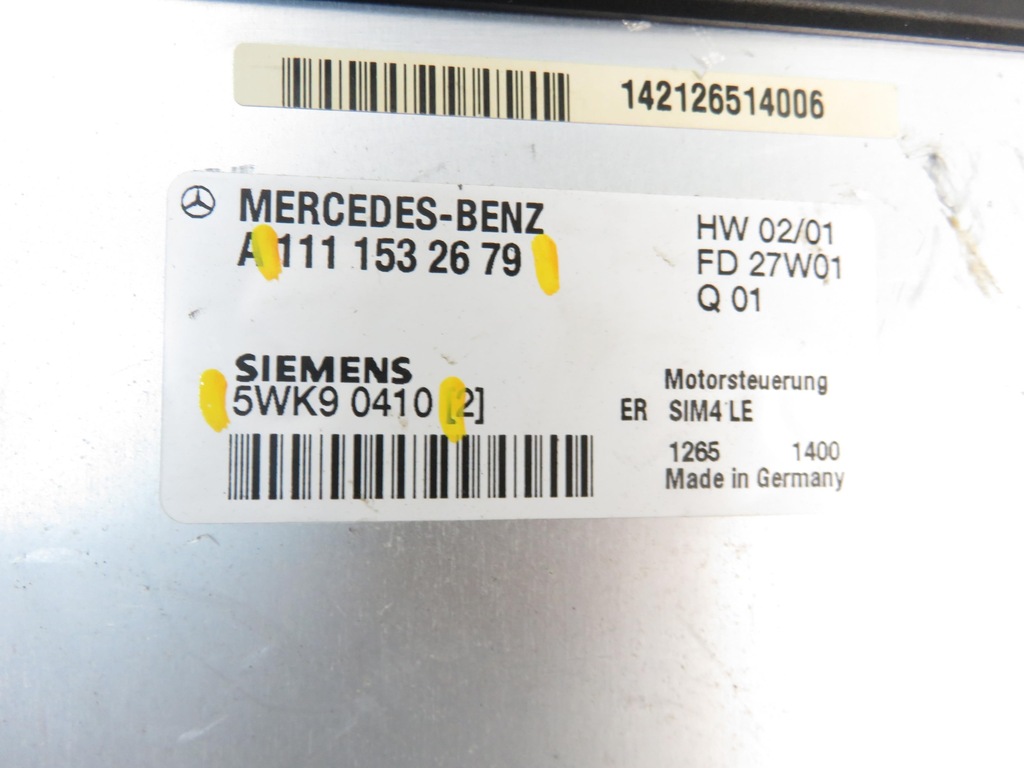 142126514006
MERCEDES-BENZ
A 111 153 26 79
HW 02/01
FD 27W01
Q 01
SIEMENS
5WK9 0410 [2]
Motorsteuerung
ER SIM4 LE
1265 1400
Made in Germany